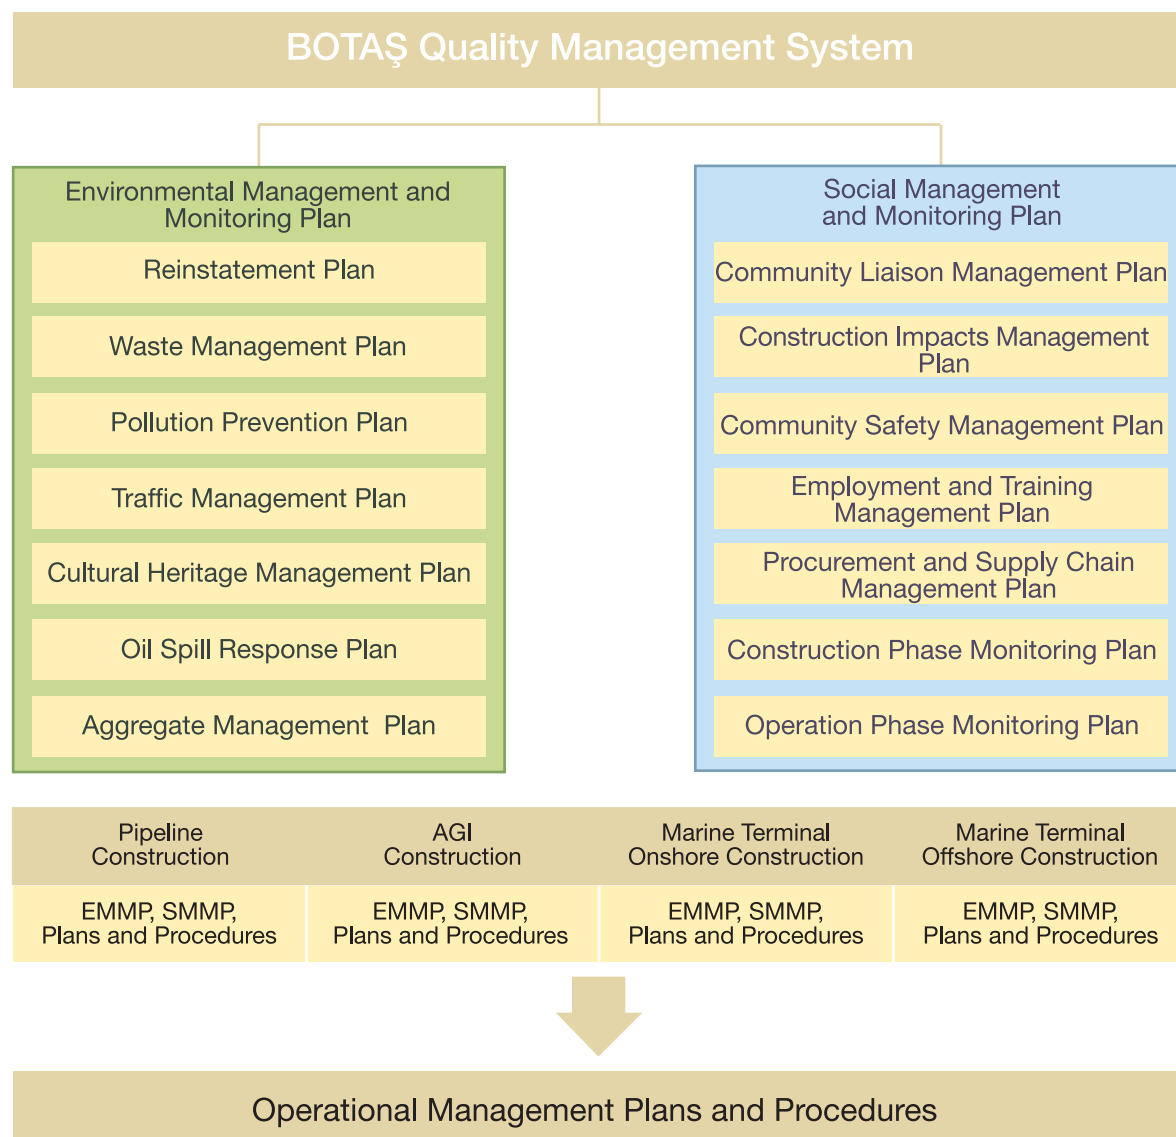 BOTAŞ Quality Management System
Environmental Management and
Monitoring Plan
Reinstatement Plan
Waste Management Plan
Pollution Prevention Plan
Traffic Management Plan
Cultural Heritage Management Plan
Oil Spill Response Plan
Aggregate Management Plan
Social Management
and Monitoring Plan
Community Liaison Management Plan
Construction Impacts Management
Plan
Community Safety Management Plan
Employment and Training
Management Plan
Procurement and Supply Chain
Management Plan
Construction Phase Monitoring Plan
Operation Phase Monitoring Plan
Pipeline
Construction
AGI
Construction
Marine Terminal
Onshore Construction
Marine Terminal
Offshore Construction
EMMP, SMMP,
Plans and Procedures
EMMP, SMMP,
Plans and Procedures
EMMP, SMMP,
Plans and Procedures
EMMP, SMMP,
Plans and Procedures
Operational Management Plans and Procedures